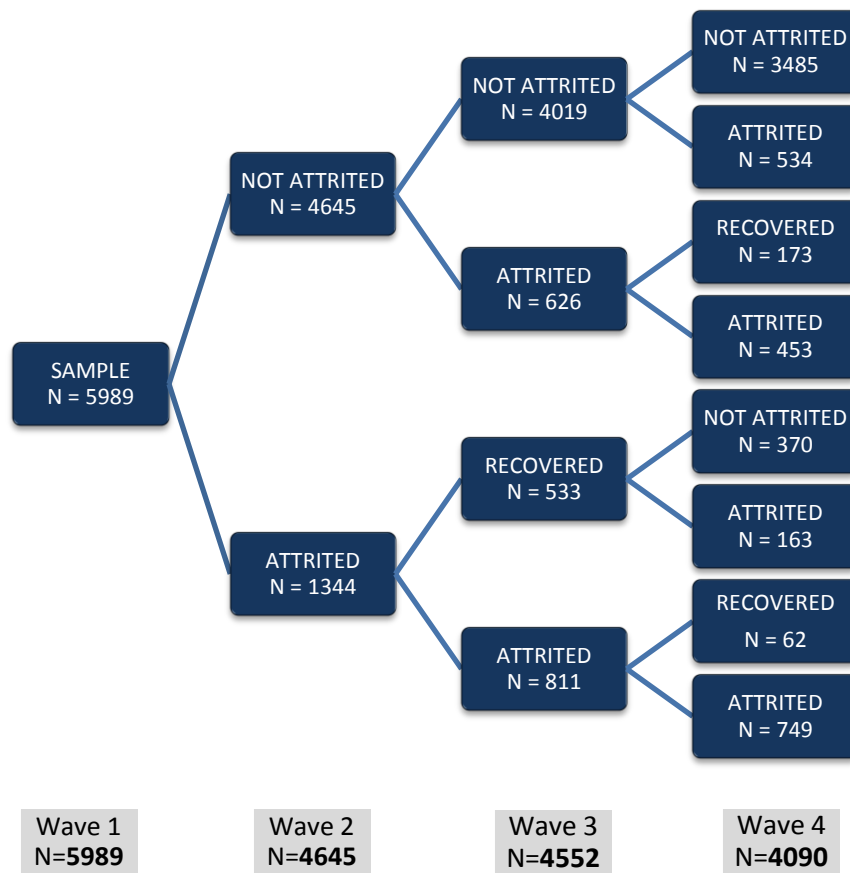 SAMPLE
N = 5989
NOT ATTRITED
N = 4645
ATTRITED
N = 1344
NOT ATTRITED
N = 4019
ATTRITED
N = 626
RECOVERED
N = 533
ATTRITED
N = 811
NOT ATTRITED
N = 3485
ATTRITED
N = 534
RECOVERED
N = 173
ATTRITED
N = 453
NOT ATTRITED
N = 370
ATTRITED
N = 163
RECOVERED
N = 62
ATTRITED
N = 749
Wave 1
N=5989
Wave 2
N=4645
Wave 3
N=4552
Wave 4
N=4090